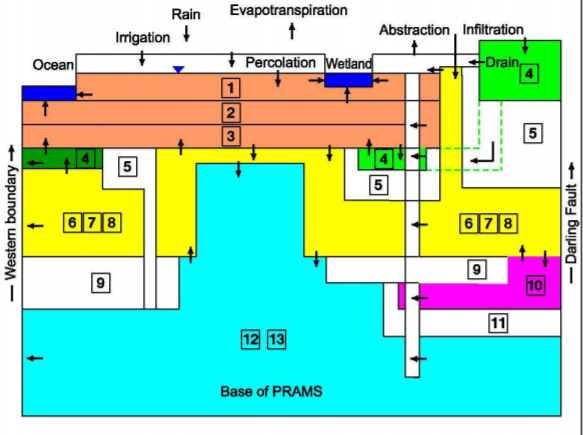 Rain
Evapotranspiration
Irrigation
Abstraction
Infiltration
Ocean
Percolation
Wetland
Drain
4
1
2
3
5
4
5
4
5
6 7 8
6 7 8
9
9
10
11
12 13
Base of PRAMS
Western boundary
Darling Fault